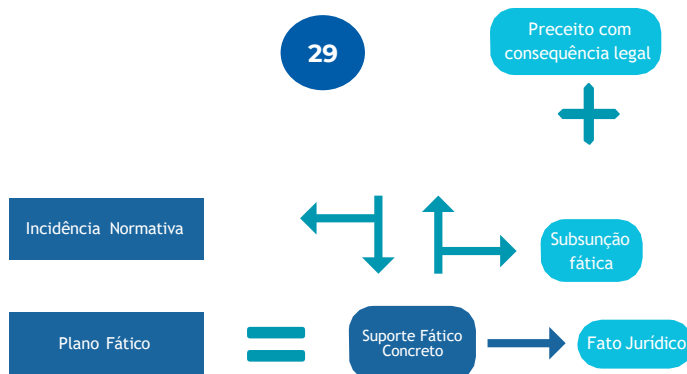 29
Preceito com
consequência legal
Incidência Normativa
Subsunção
fática
Plano Fático
Suporte Fático
Concreto
Fato Jurídico